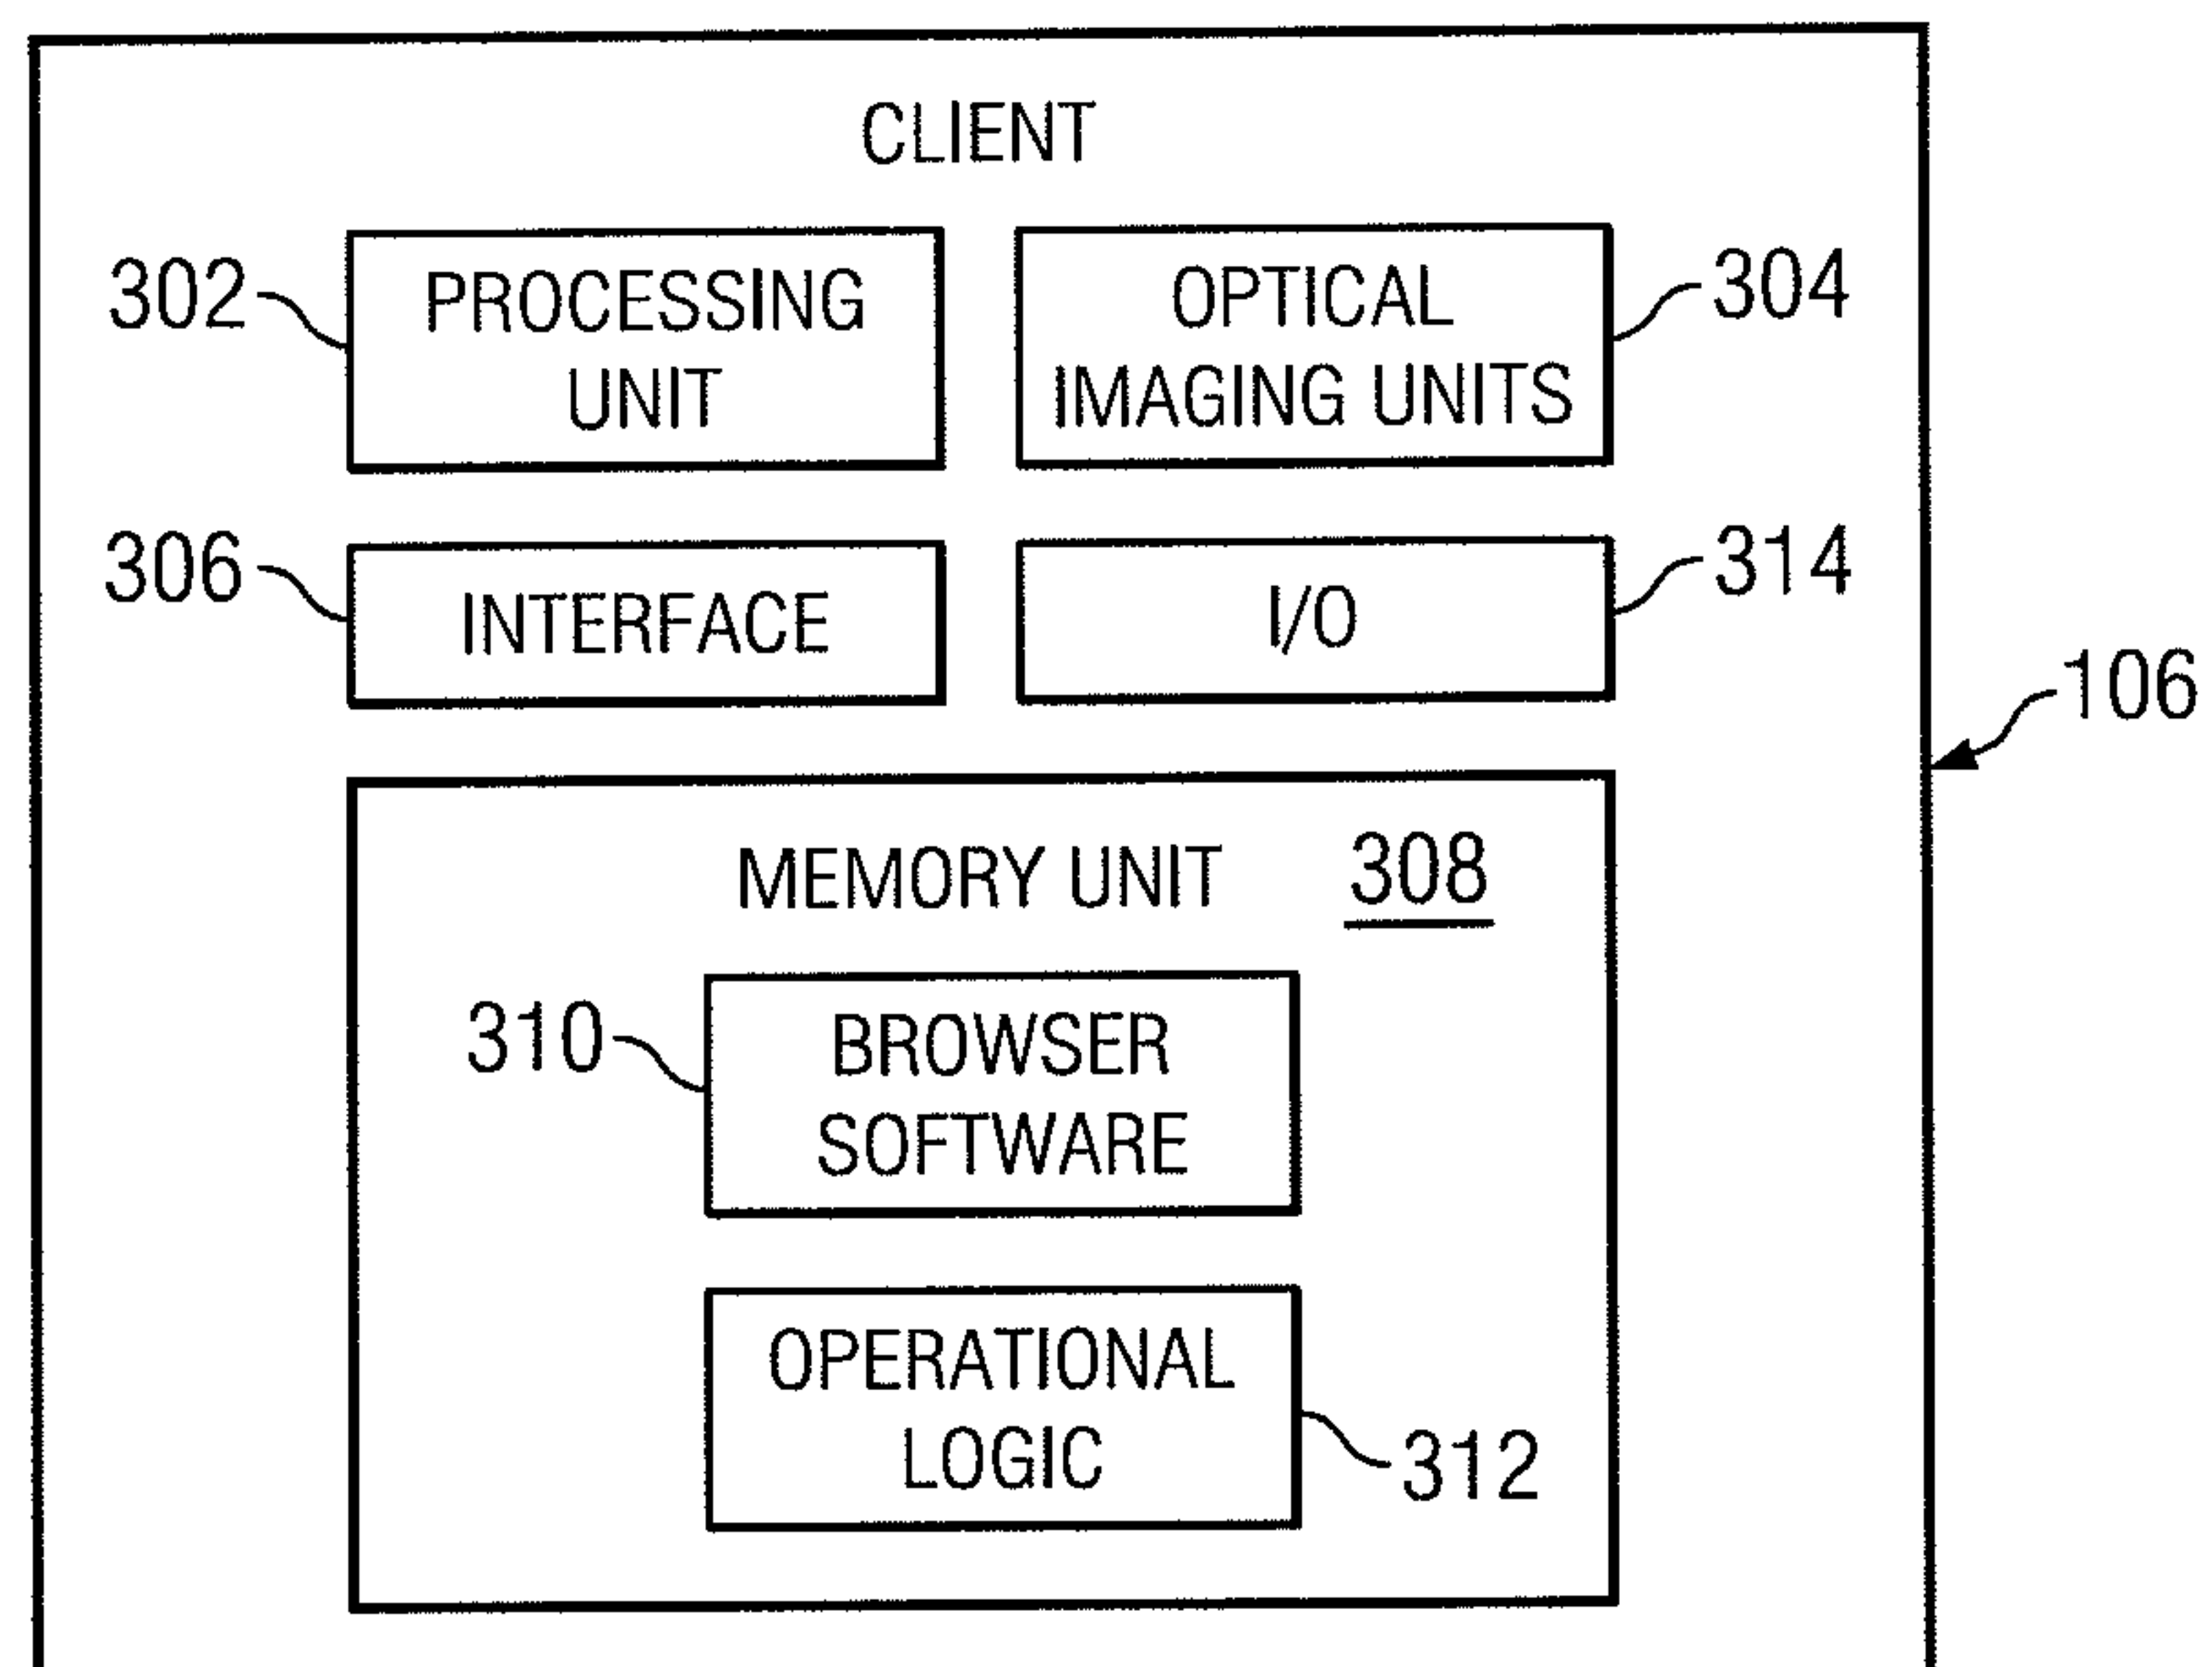 CLIENT
302
PROCESSING
UNIT
OPTICAL
IMAGING UNITS
304
306
INTERFACE
I/O
314
106
MEMORY UNIT 308
310
BROWSER
SOFTWARE
OPERATIONAL
LOGIC
312